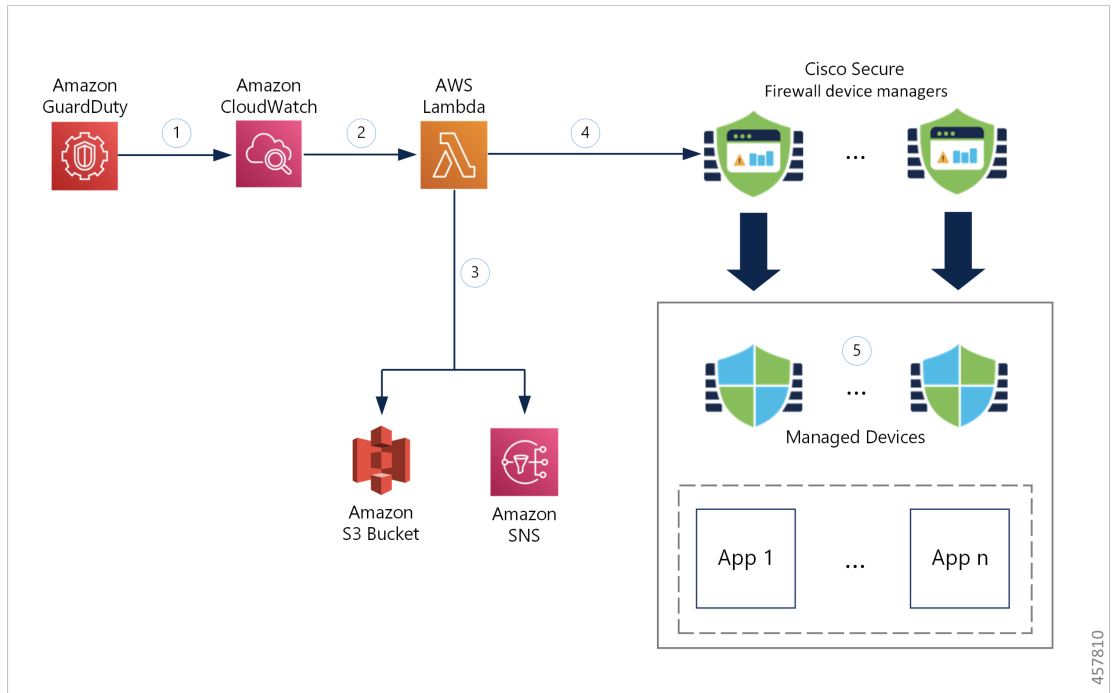 Amazon
GuardDuty
1
Amazon
CloudWatch
2
AWS
Lambda
4
Cisco Secure
Firewall device managers
...
3
5
...
Managed Devices
Amazon
S3 Bucket
Amazon
SNS
App 1
...
App n
457810